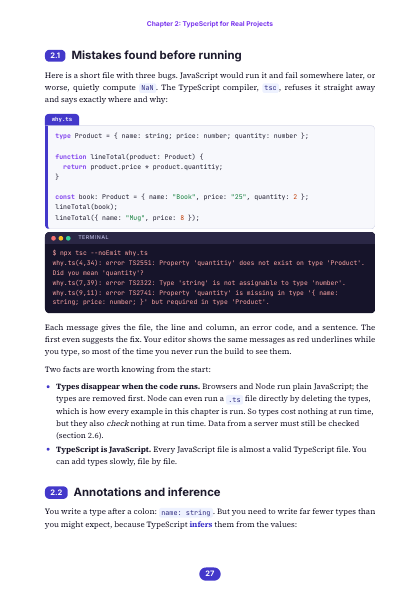 Chapter 2: TypeScript for Real Projects
2.1 Mistakes found before running
Here is a short file with three bugs. JavaScript would run it and fail somewhere later, or
worse, quietly compute NaN. The TypeScript compiler, tsc, refuses it straight away
and says exactly where and why:
why.ts
type Product = { name: string; price: number; quantity: number };
function lineTotal(product: Product) {
return product.price * product.quantitiy;
}
const book: Product = { name: "Book", price: "25", quantity: 2 };
lineTotal(book);
lineTotal({ name: "Mug", price: 8 });
TERMINAL
$ npx tsc --noEmit why.ts
why.ts(4,34): error TS2551: Property 'quantitiy' does not exist on type 'Product'.
Did you mean 'quantity'?
why.ts(7,39): error TS2322: Type 'string' is not assignable to type 'number'.
why.ts(9,11): error TS2741: Property 'quantity' is missing in type '{ name:
string; price: number; }' but required in type 'Product'.
Each message gives the file, the line and column, an error code, and a sentence. The
first even suggests the fix. Your editor shows the same messages as red underlines while
you type, so most of the time you never run the build to see them.
Two facts are worth knowing from the start:
• Types disappear when the code runs. Browsers and Node run plain JavaScript; the
types are removed first. Node can even run a .ts file directly by deleting the types,
which is how every example in this chapter is run. So types cost nothing at run time,
but they also check nothing at run time. Data from a server must still be checked
(section 2.6).
• TypeScript is JavaScript. Every JavaScript file is almost a valid TypeScript file. You
can add types slowly, file by file.
2.2 Annotations and inference
You write a type after a colon: name: string. But you need to write far fewer types than
you might expect, because TypeScript infers them from the values:
27